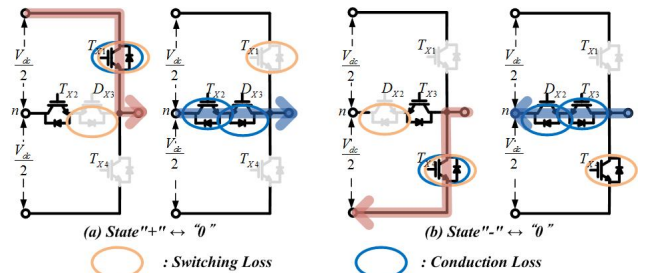 T_X1
T_X1
T_X1
T_X1
V_dc
2
V_dc
2
V_dc
2
V_dc
2
T_X2
D_X3
T_X2
D_X3
D_X2
T_X3
D_X2
T_X3
n
n
n
n
V_dc
2
V_dc
2
V_dc
2
V_dc
2
T_X4
T_X4
(a) State"+" ↔ “0”
(b) State"-" ↔ “0”
: Switching Loss
: Conduction Loss